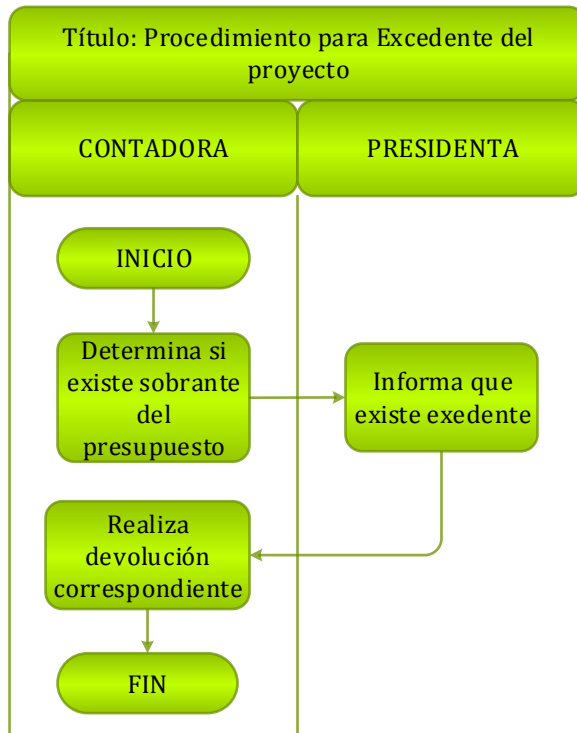 Título: Procedimiento para Excedente del
proyecto
CONTADORA
PRESIDENTA
INICIO
Determina si
existe sobrante
del
presupuesto
Informa que
existe exedente
Realiza
devolución
correspondiente
FIN